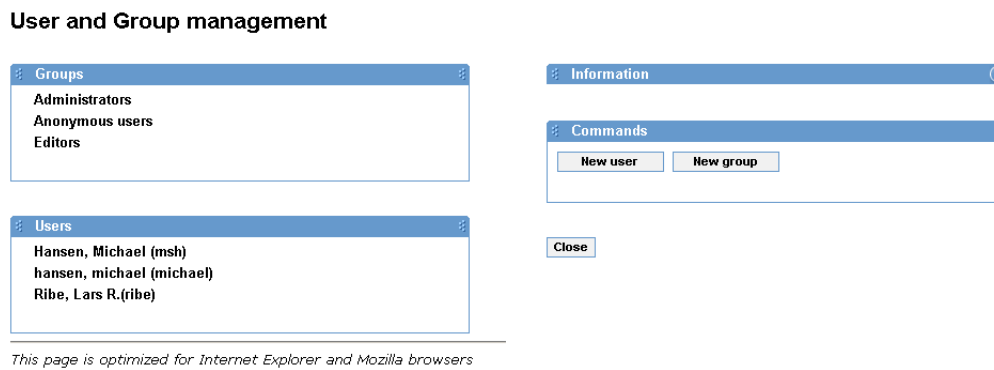 User and Group management
Groups
Administrators
Anonymous users
Editors
Users
Hansen, Michael (msh)
hansen, michael (michael)
Ribe, Lars R.(ribe)
Information
Commands
New user
New group
Close
This page is optimized for Internet Explorer and Mozilla browsers